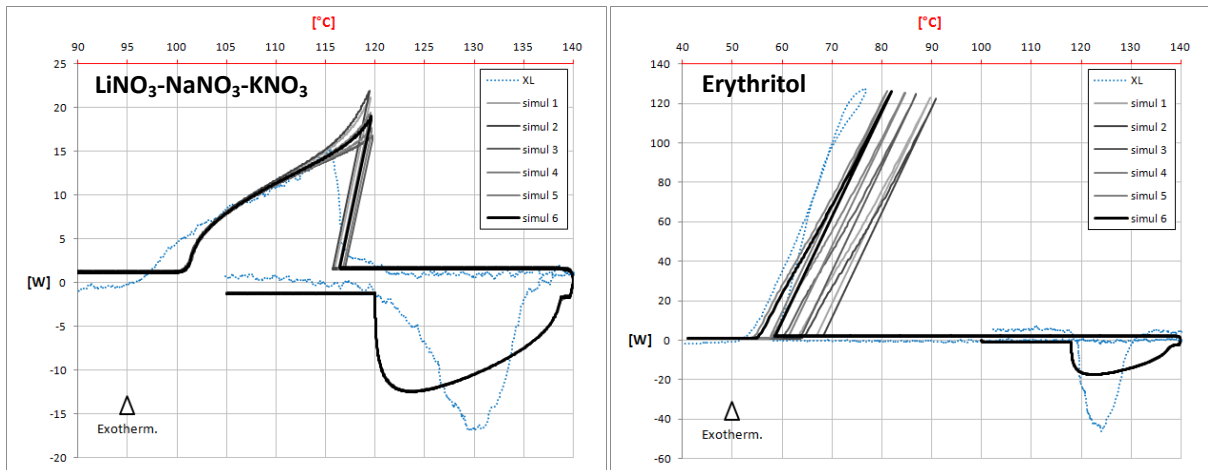 [°C]
90 95 100 105 110 115 120 125 130 135 140
25
20
15
10
5
0
-5
-10
-15
-20
[W]
LiNO₃-NaNO₃-KNO₃
XL
simul 1
simul 2
simul 3
simul 4
simul 5
simul 6
Exotherm.
[°C]
40 50 60 70 80 90 100 110 120 130 140
140
120
100
80
60
40
20
0
-20
-40
-60
[W]
Erythritol
XL
simul 1
simul 2
simul 3
simul 4
simul 5
simul 6
Exotherm.